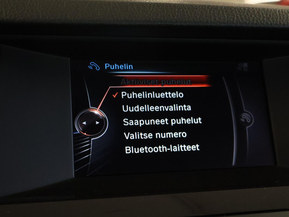 Puhelin
Puhelinluettelo
Uudelleenvalinta
Saapuneet puhelut
Valitse numero
Bluetooth-laitteet